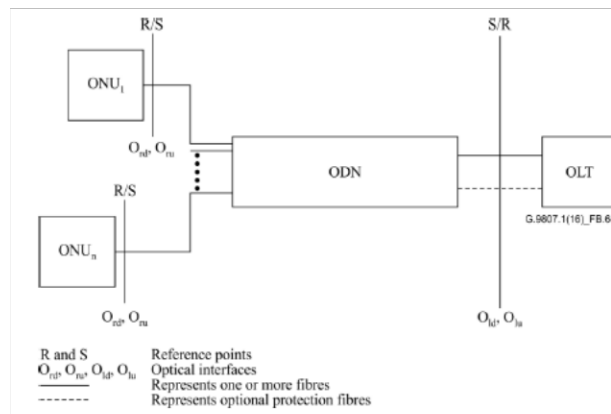 R/S
S/R
ONU1
Ord, Oru
ODN
OLT
G.9807.1(16)_FB.6
R/S
ONUn
Ord, Oru
Old, Olu
R and S Reference points
Ord, Oru, Old, Olu Optical interfaces
Represents one or more fibres
Represents optional protection fibres